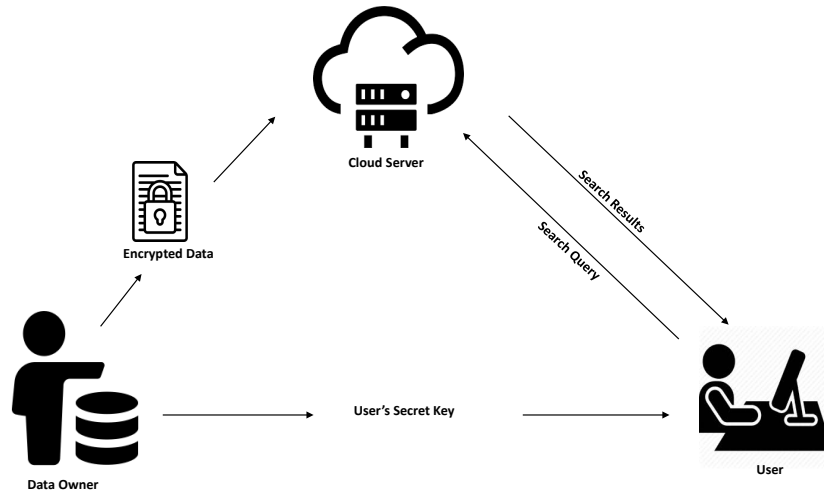 Cloud Server
Search Results
Search Query
Encrypted Data
User's Secret Key
User
Data Owner